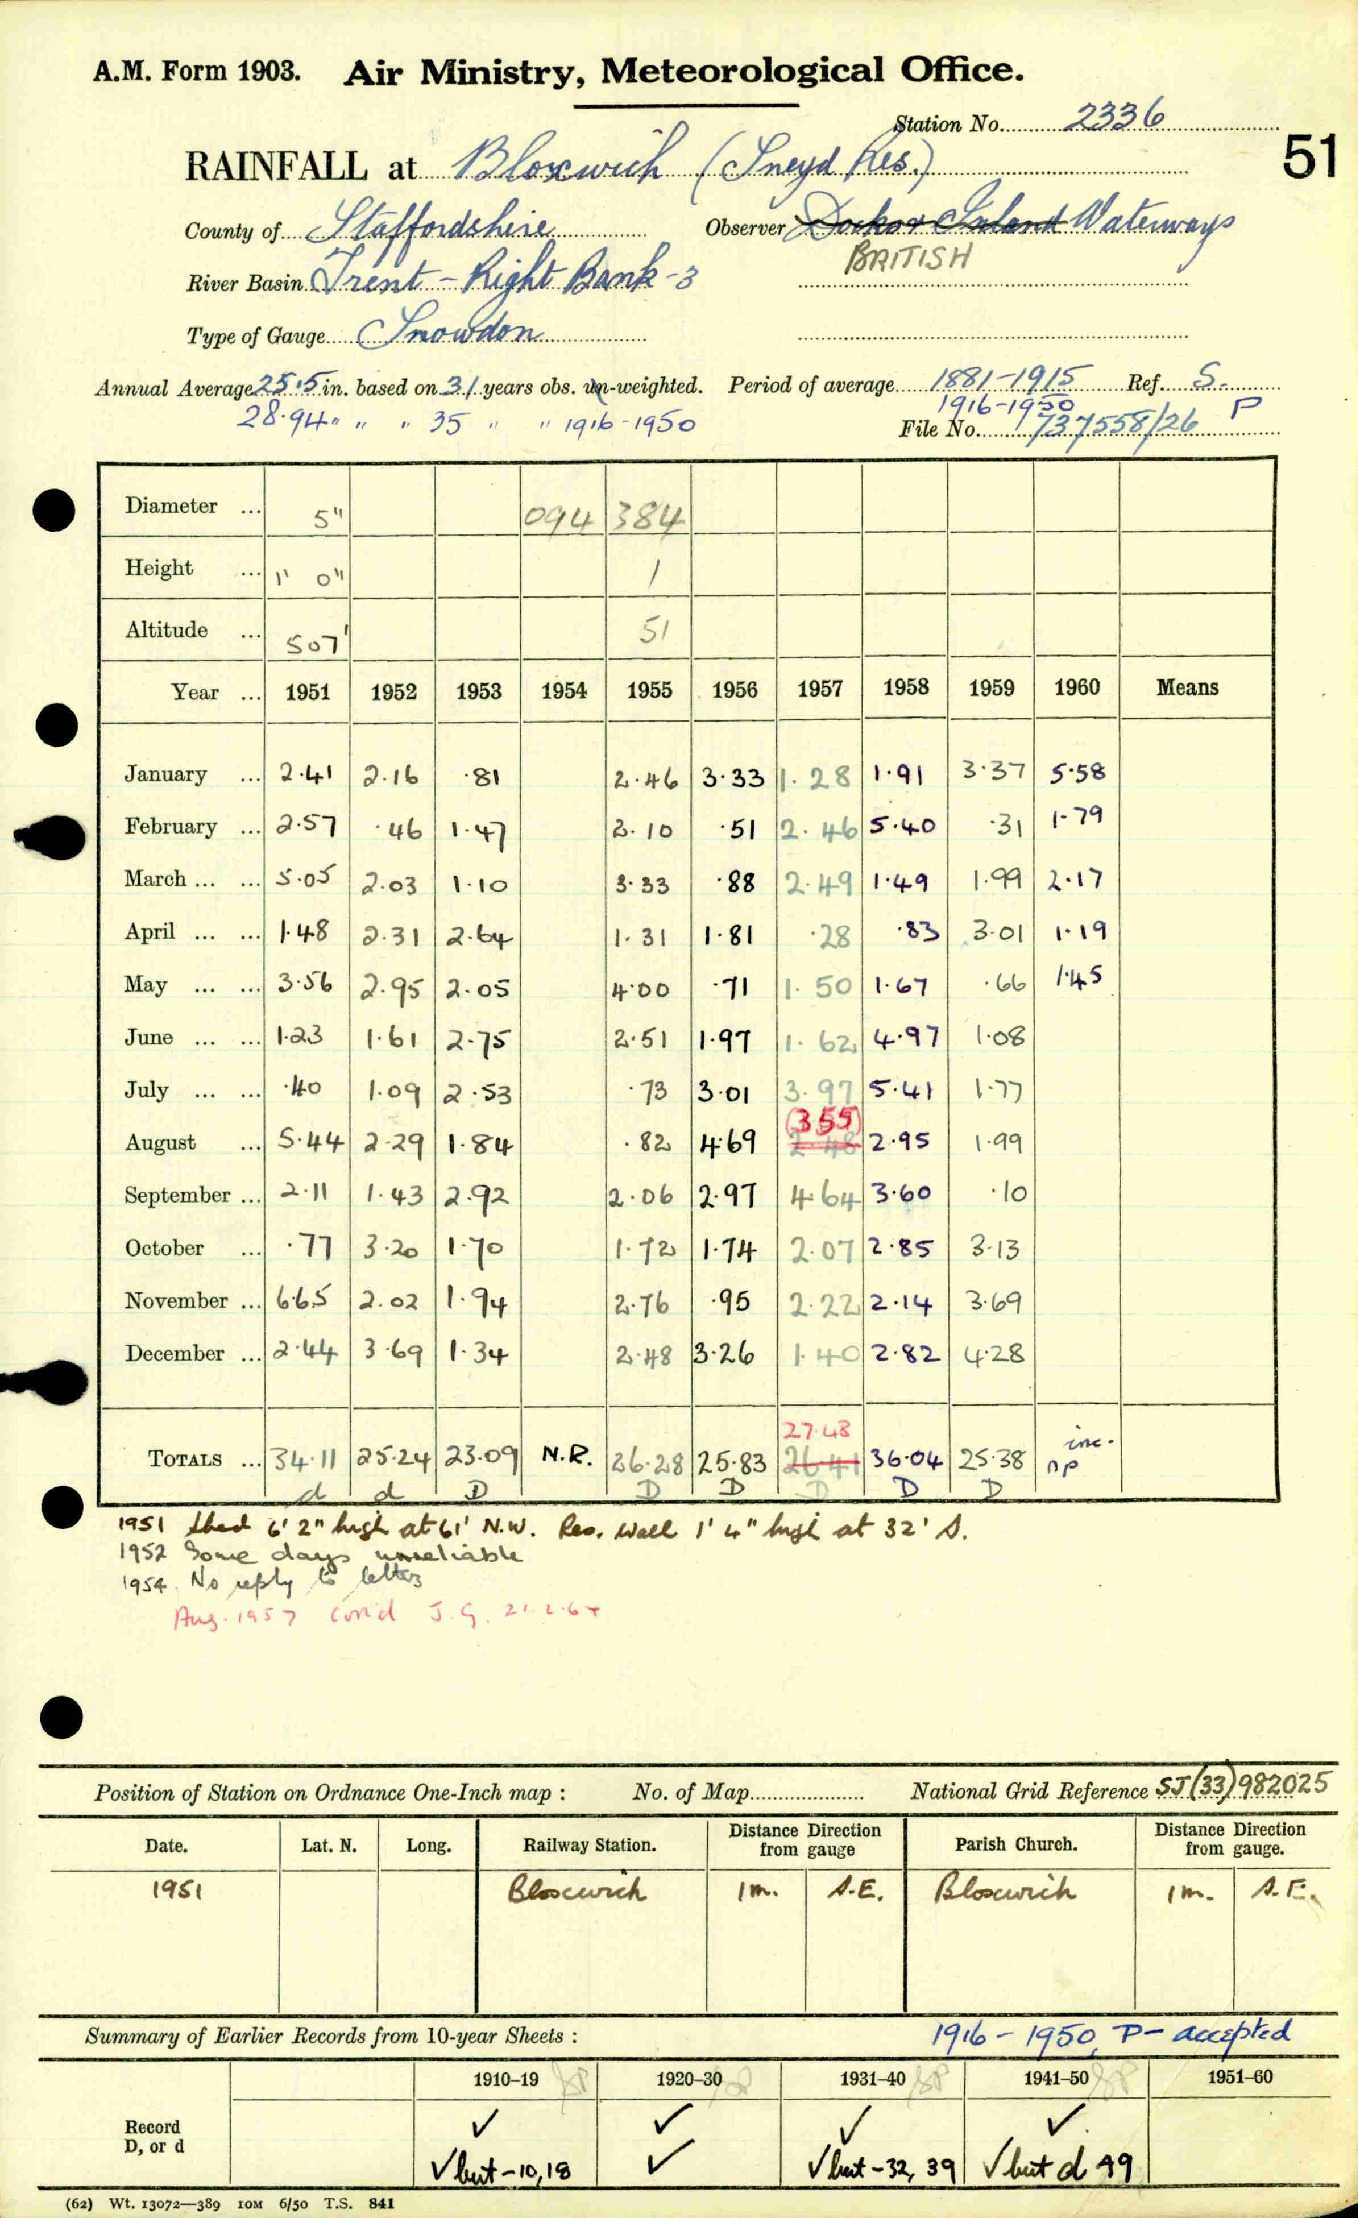 A.M. Form 1903. Air Ministry, Meteorological Office.
Station No. 2336
51
RAINFALL at Bloxwich (Sneyd Res.)
County of Staffordshire Observer Docks & Inland Waterways
BRITISH
River Basin Trent - Right Bank - 3
Type of Gauge Snowdon
Annual Average 25.15 in. based on 31 years obs. un-weighted. Period of average 1881-1915 Ref. S.
28.94 " " " 35 " " 1916-1950 1916-1950 P
File No. 737558/26
Diameter ... 5" 094 384
Height ... 1' 0" 1
Altitude ... 507' 51
Year ... 1951 1952 1953 1954 1955 1956 1957 1958 1959 1960 Means
January ... 2.41 2.16 .81 2.46 3.33 1.28 1.91 3.37 5.58
February ... 2.57 .46 1.47 2.10 .51 2.46 5.40 .31 1.79
March ... ... 5.05 2.03 1.10 3.33 .88 2.49 1.49 1.99 2.17
April ... ... 1.48 2.31 2.64 1.31 1.81 .28 .83 3.01 1.19
May ... ... 3.56 2.95 2.05 4.00 .71 1.50 1.67 .66 1.45
June ... ... 1.23 1.61 2.75 2.51 1.97 1.62 4.97 1.08
July ... ... .40 1.09 2.53 .73 3.01 3.97 5.41 1.77
(3.55)
August ... 5.44 2.29 1.84 .82 4.69 2.48 2.95 1.99
September ... 2.11 1.43 2.92 2.06 2.97 4.64 3.60 .10
October ... .77 3.20 1.70 1.72 1.74 2.07 2.85 3.13
November ... 6.65 2.02 1.94 2.76 .95 2.22 2.14 3.69
December ... 2.44 3.69 1.34 2.48 3.26 1.40 2.82 4.28
27.48
TOTALS ... 34.11 25.24 23.09 N.R. 26.28 25.83 26.41 36.04 25.38 inc. np
d d D D D D D D
1951 Shed 6' 2" high at 61' N.W. Res. Wall 1' 4" high at 32' S.
1952 Some days unreliable
1954 No reply to letters
Aug. 1957 corr'd J.G. 21.2.64
Position of Station on Ordnance One-Inch map : No. of Map National Grid Reference SJ(33)982025
Date. Lat. N. Long. Railway Station. Distance from gauge Direction Parish Church. Distance from gauge. Direction
1951 Bloxwich 1m. S.E. Bloxwich 1m. S.E.
Summary of Earlier Records from 10-year Sheets : 1916-1950, P- accepted
1910–19 1920–30 1931–40 1941–50 1951–60
Record ✓ ✓ ✓ ✓
D, or d ✓ but -10,18 ✓ ✓ but -32, 39 ✓ but d 49
(62) Wt. 13072—389 10M 6/50 T.S. 841